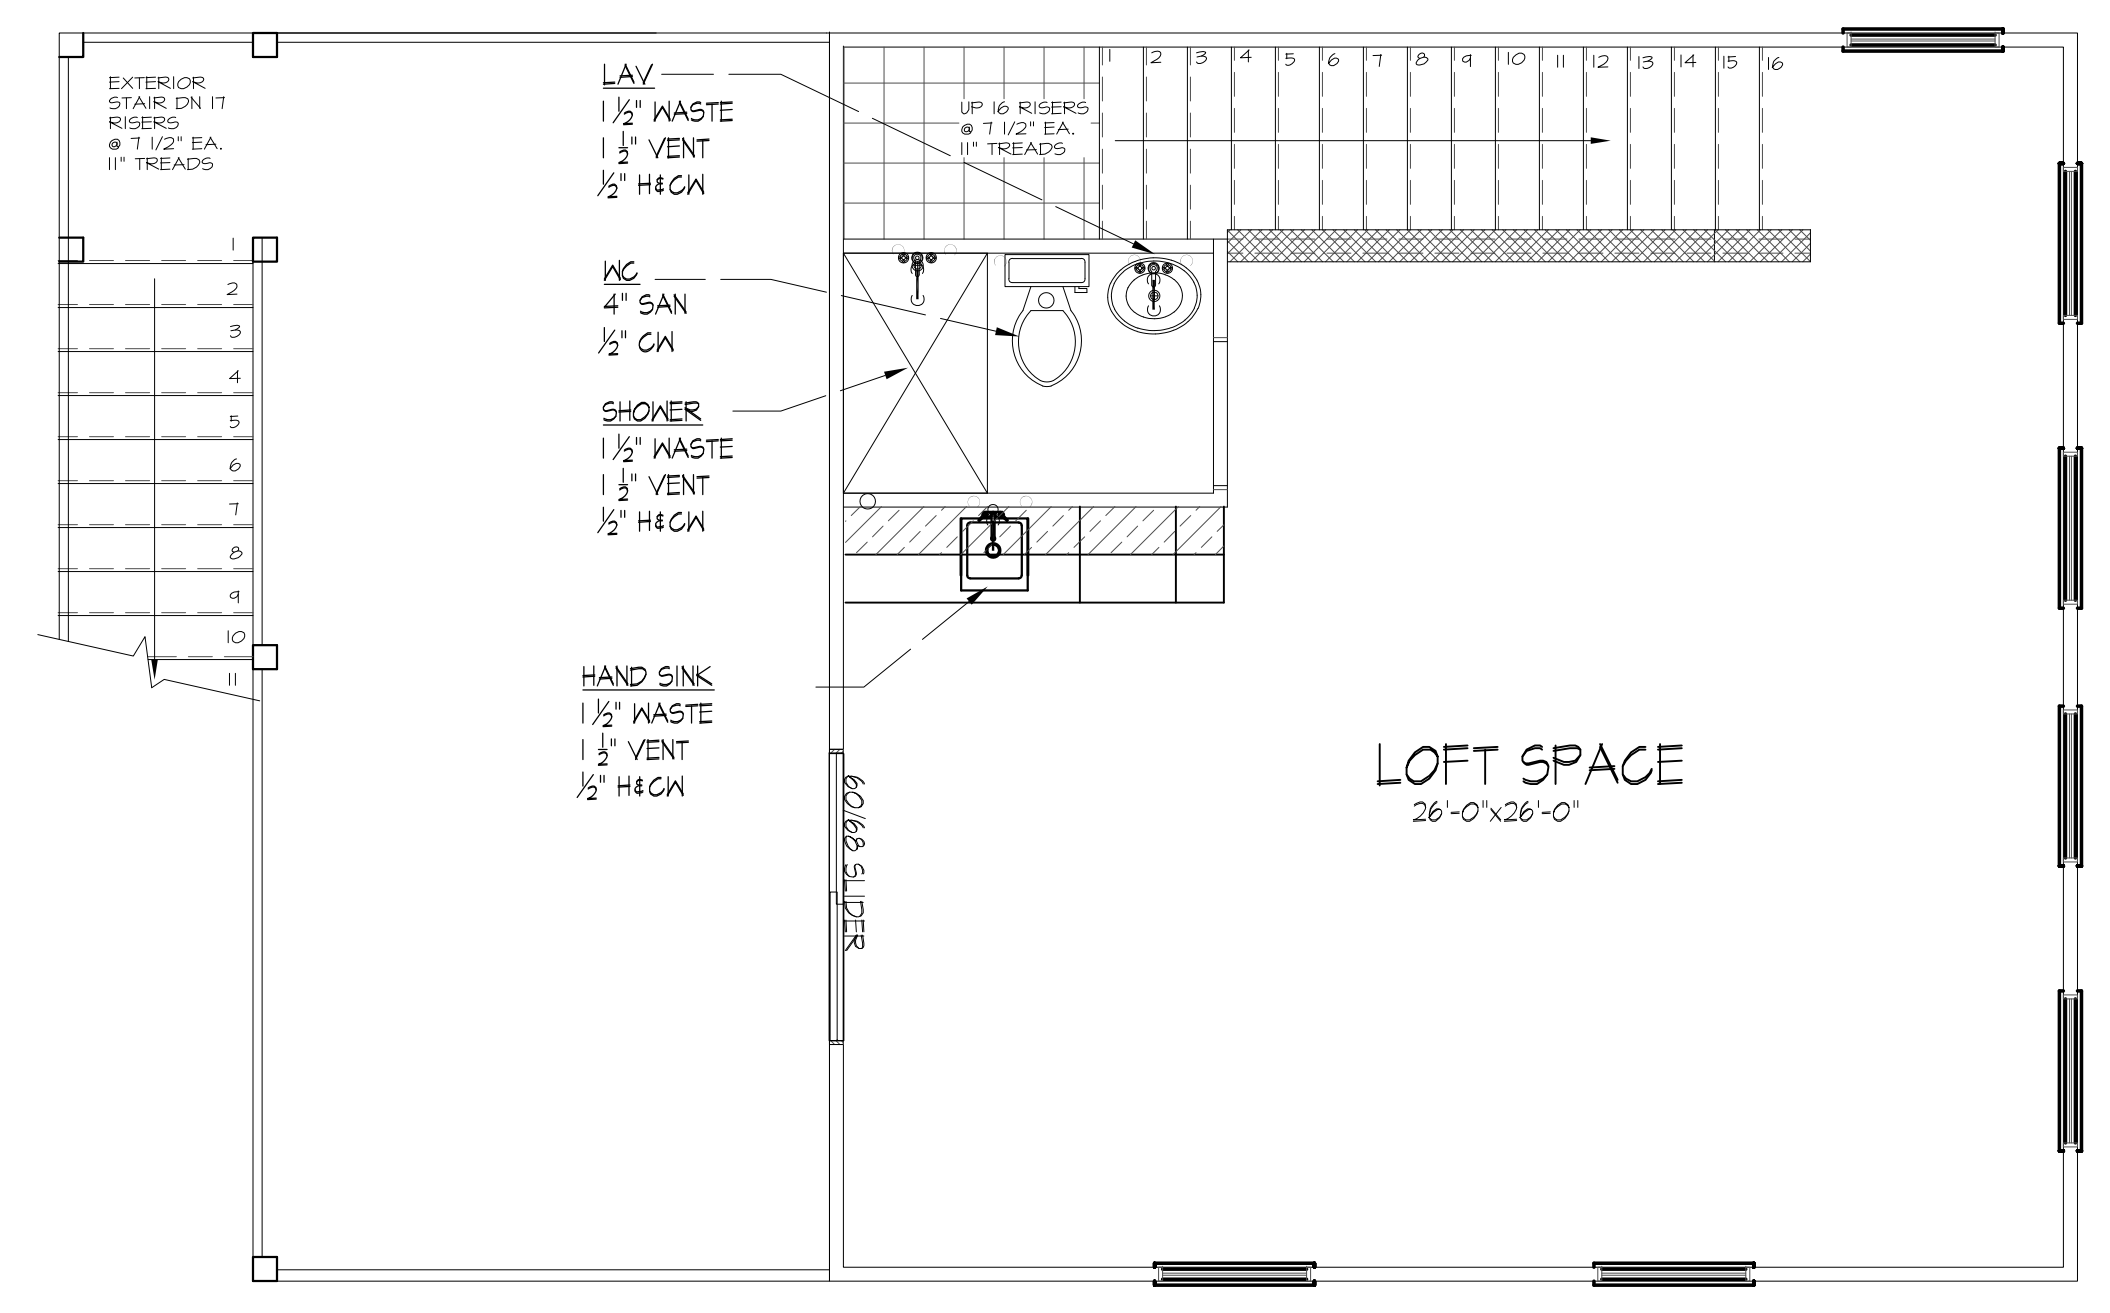 EXTERIOR
STAIR DN 17
RISERS
@ 7 1/2" EA.
11" TREADS
1
2
3
4
5
6
7
8
9
10
11
LAV
1 1/2" WASTE
1 1/2" VENT
1/2" H&CW
WC
4" SAN
1/2" CW
SHOWER
1 1/2" WASTE
1 1/2" VENT
1/2" H&CW
HAND SINK
1 1/2" WASTE
1 1/2" VENT
1/2" H&CW
UP 16 RISERS
@ 7 1/2" EA.
11" TREADS
1 2 3 4 5 6 7 8 9 10 11 12 13 14 15 16
60/68 SLIDER
LOFT SPACE
26'-0"x26'-0"